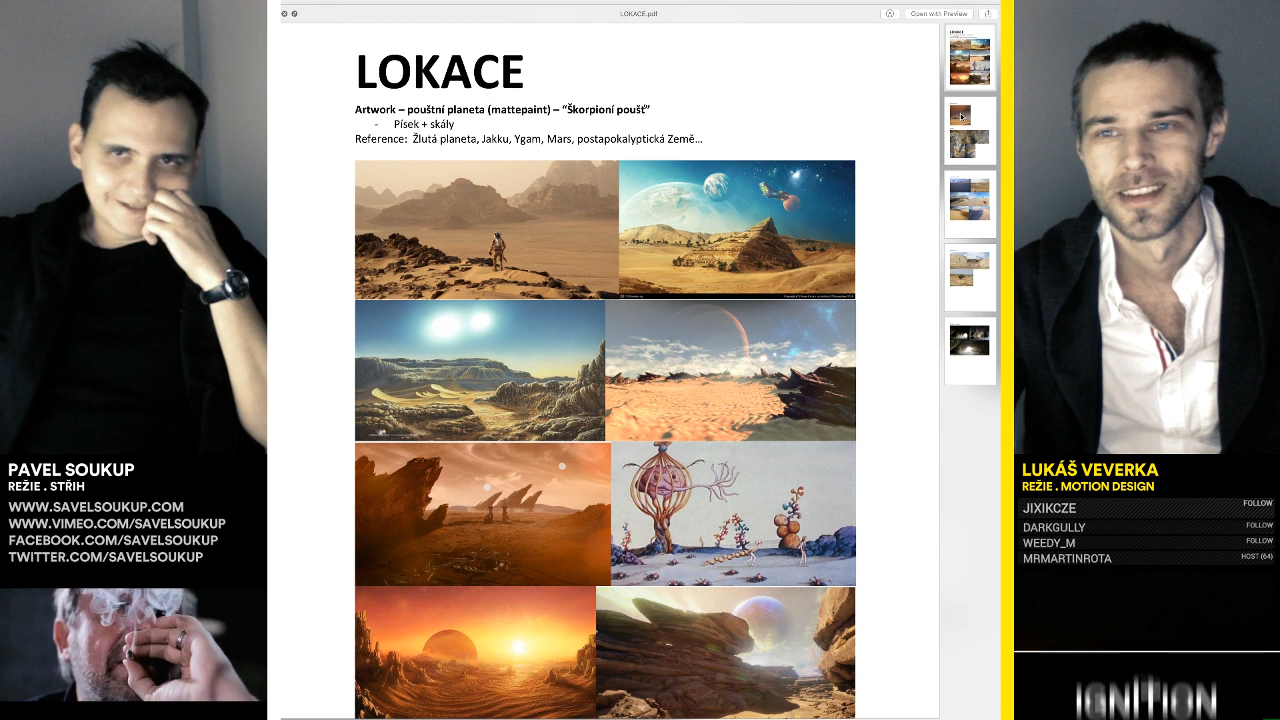 LOKACE.pdf
Open with Preview
LOKACE
Artwork – pouštní planeta (mattepaint) – “Škorpioní poušť”
- Písek + skály
Reference: Žlutá planeta, Jakku, Ygam, Mars, postapokalyptická Země...
PAVEL SOUKUP
REŽIE . STŘIH
WWW.SAVELSOUKUP.COM
WWW.VIMEO.COM/SAVELSOUKUP
FACEBOOK.COM/SAVELSOUKUP
TWITTER.COM/SAVELSOUKUP
LUKÁŠ VEVERKA
REŽIE . MOTION DESIGN
JIXIKCZE FOLLOW
DARKGULLY FOLLOW
WEEDY_M FOLLOW
MRMARTINROTA HOST (64)
IGNITION